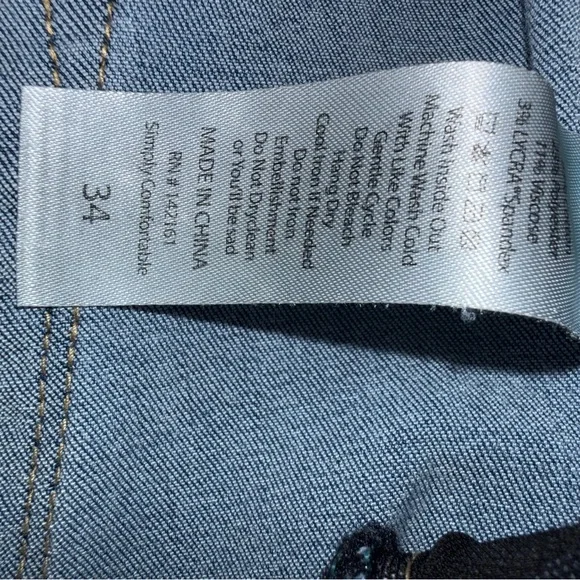 3% LYCRA® Spandex
Wash Inside Out
Machine Wash Cold
With Like Colors
Gentle Cycle
Do Not Bleach
Hang Dry
Cool Iron If Needed
Do not Iron
Embellishment
Do Not Dryclean
or You'll be sad
MADE IN CHINA
RN# 142161
Simply Comfortable
34